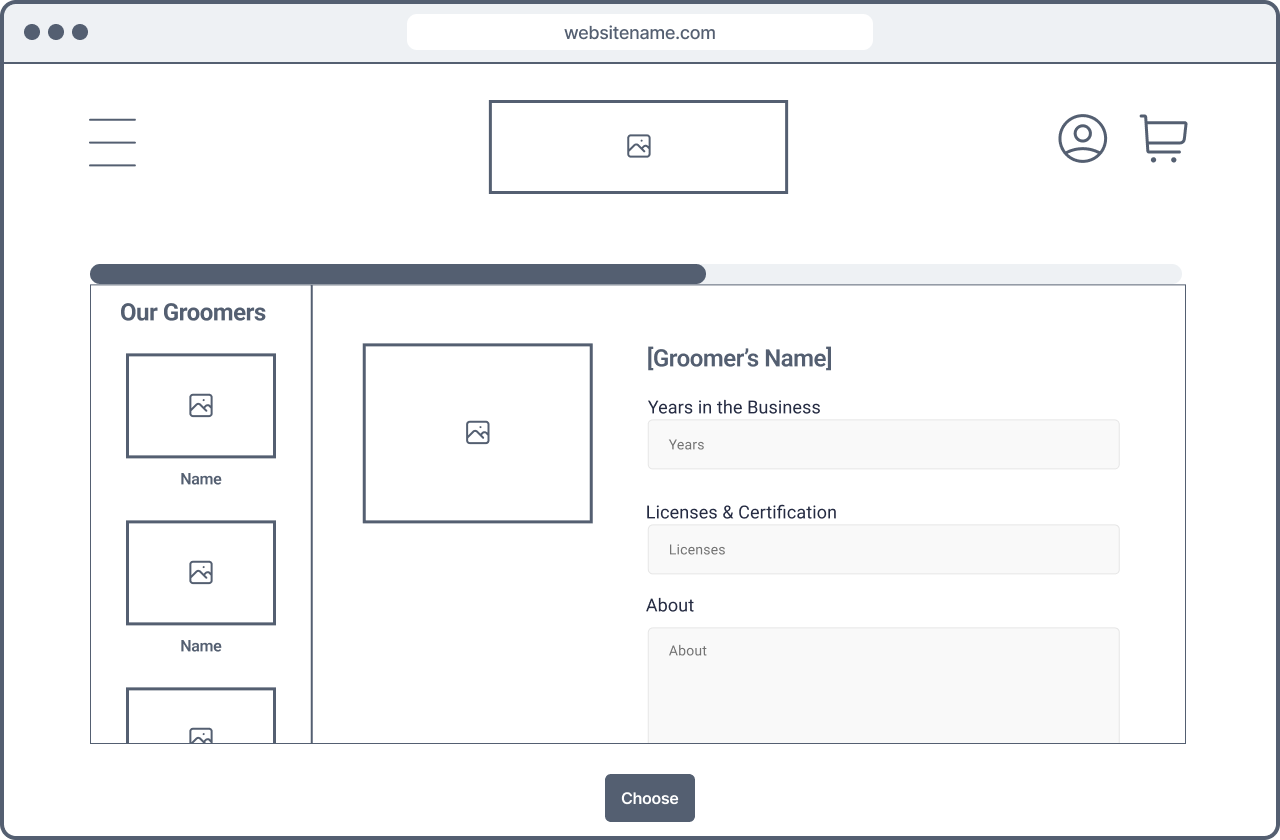 websitename.com
Our Groomers
Name
Name
[Groomer’s Name]
Years in the Business
Years
Licenses & Certification
Licenses
About
About
Choose